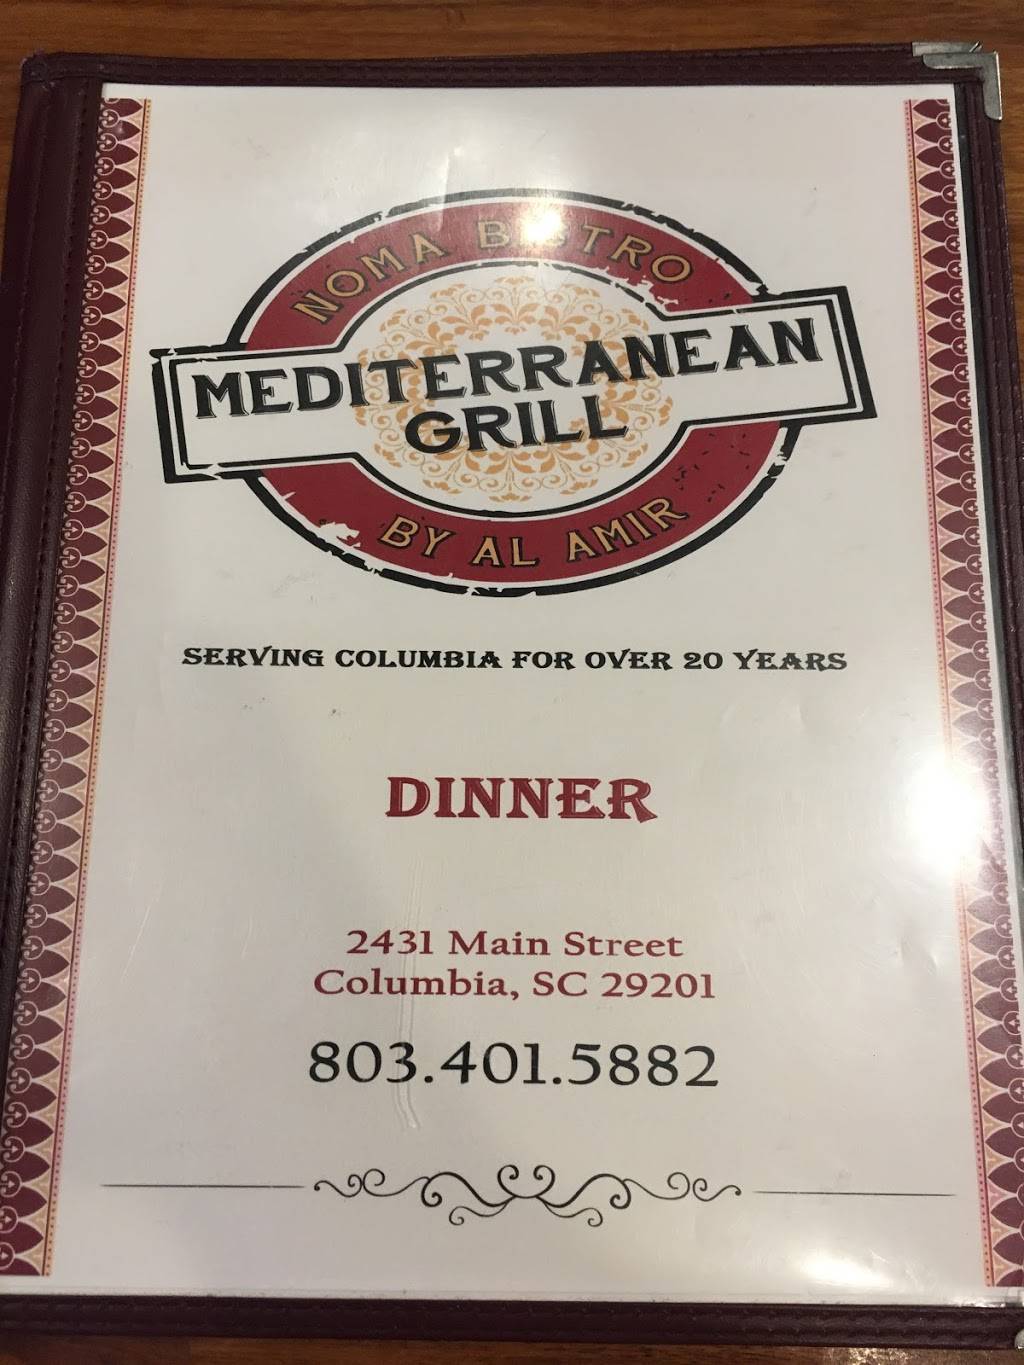 NOMA BISTRO
MEDITERRANEAN
GRILL
BY AL AMIR
SERVING COLUMBIA FOR OVER 20 YEARS
DINNER
2431 Main Street
Columbia, SC 29201
803.401.5882